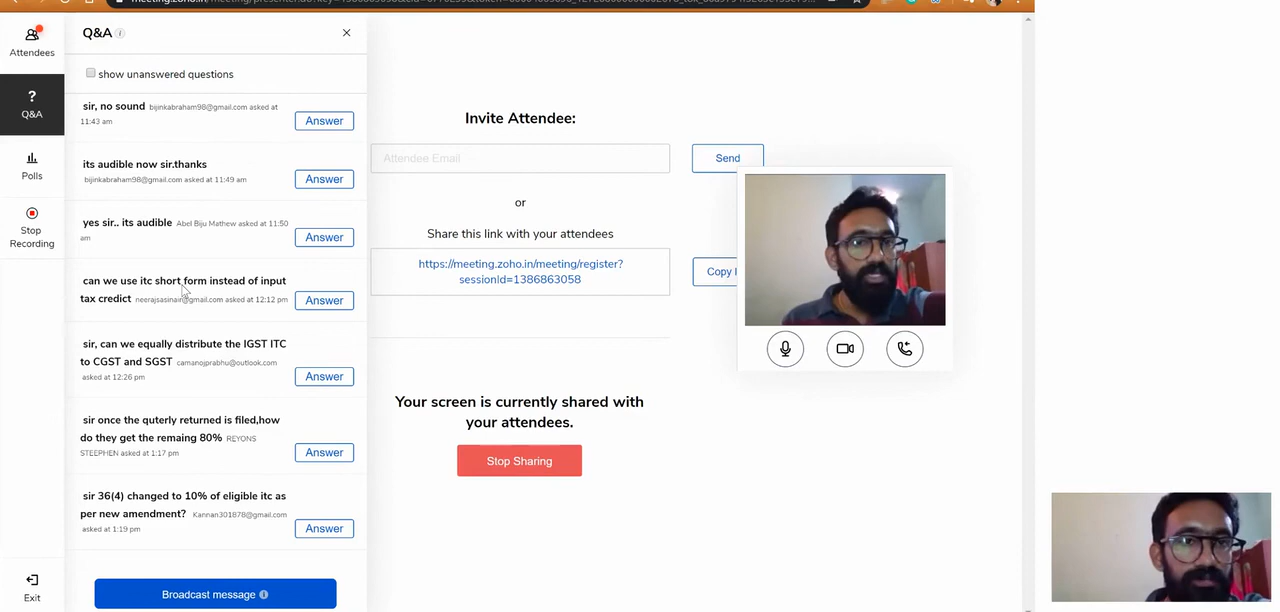 Attendees
?
Q&A
Polls
Stop
Recording
Exit
Q&A
show unanswered questions
sir, no sound bijinkabraham98@gmail.com asked at
11:43 am
Answer
its audible now sir.thanks
bijinkabraham98@gmail.com asked at 11:49 am
Answer
yes sir.. its audible Abel Biju Mathew asked at 11:50
am
Answer
can we use itc short form instead of input
tax credict neerajsasinair@gmail.com asked at 12:12 pm
Answer
sir, can we equally distribute the IGST ITC
to CGST and SGST camanojprabhu@outlook.com
asked at 12:26 pm
Answer
sir once the quterly returned is filed,how
do they get the remaing 80% REYONS
STEEPHEN asked at 1:17 pm
Answer
sir 36(4) changed to 10% of eligible itc as
per new amendment? Kannan301878@gmail.com
asked at 1:19 pm
Answer
Broadcast message
Invite Attendee:
Attendee Email
Send
or
Share this link with your attendees
https://meeting.zoho.in/meeting/register?
sessionId=1386863058
Copy
Your screen is currently shared with
your attendees.
Stop Sharing